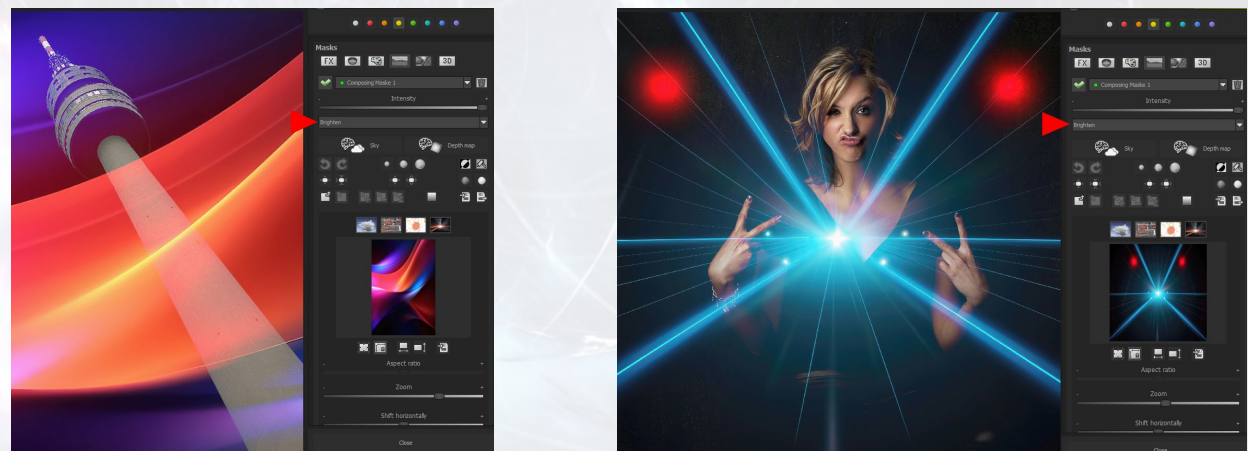 Masks
FX
3D
Composing Maske 1
- Intensity +
Brighten
Sky
Depth map
- Aspect ratio +
- Zoom +
- Shift horizontally +
Close
Masks
FX
3D
Composing Maske 1
- Intensity +
Brighten
Sky
Depth map
- Aspect ratio +
- Zoom +
- Shift horizontally +
Close